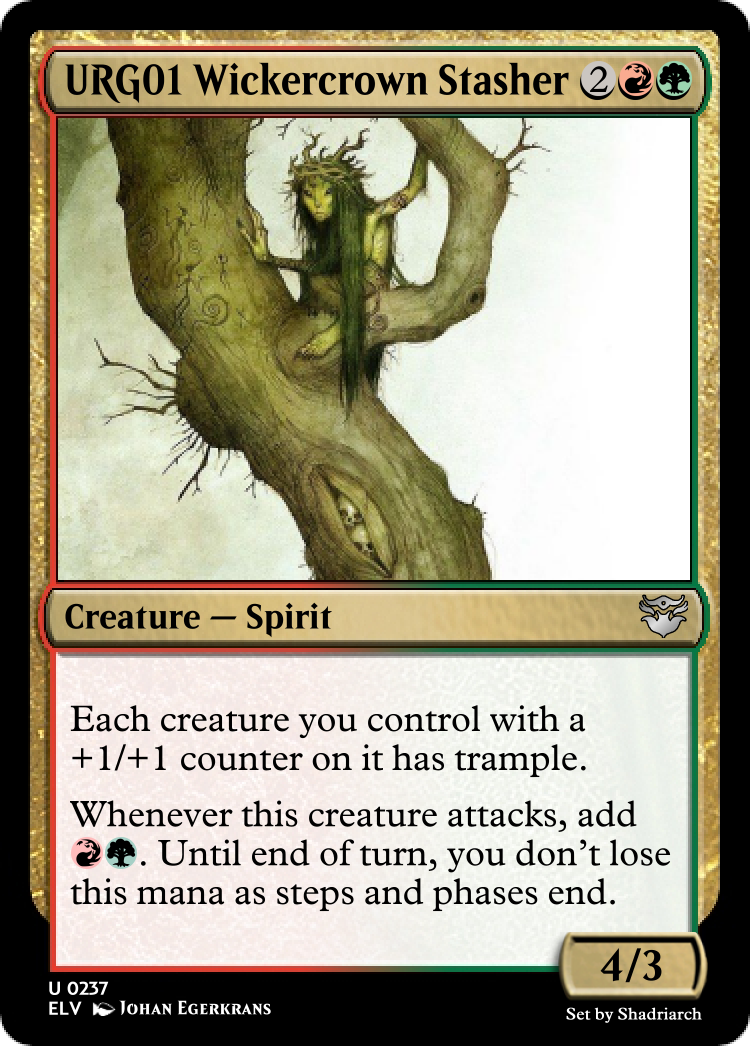 URG01 Wickercrown Stasher 2
Creature — Spirit
Each creature you control with a
+1/+1 counter on it has trample.
Whenever this creature attacks, add
. Until end of turn, you don't lose
this mana as steps and phases end.
4/3
U 0237
ELV Johan Egerkrans
Set by Shadriarch